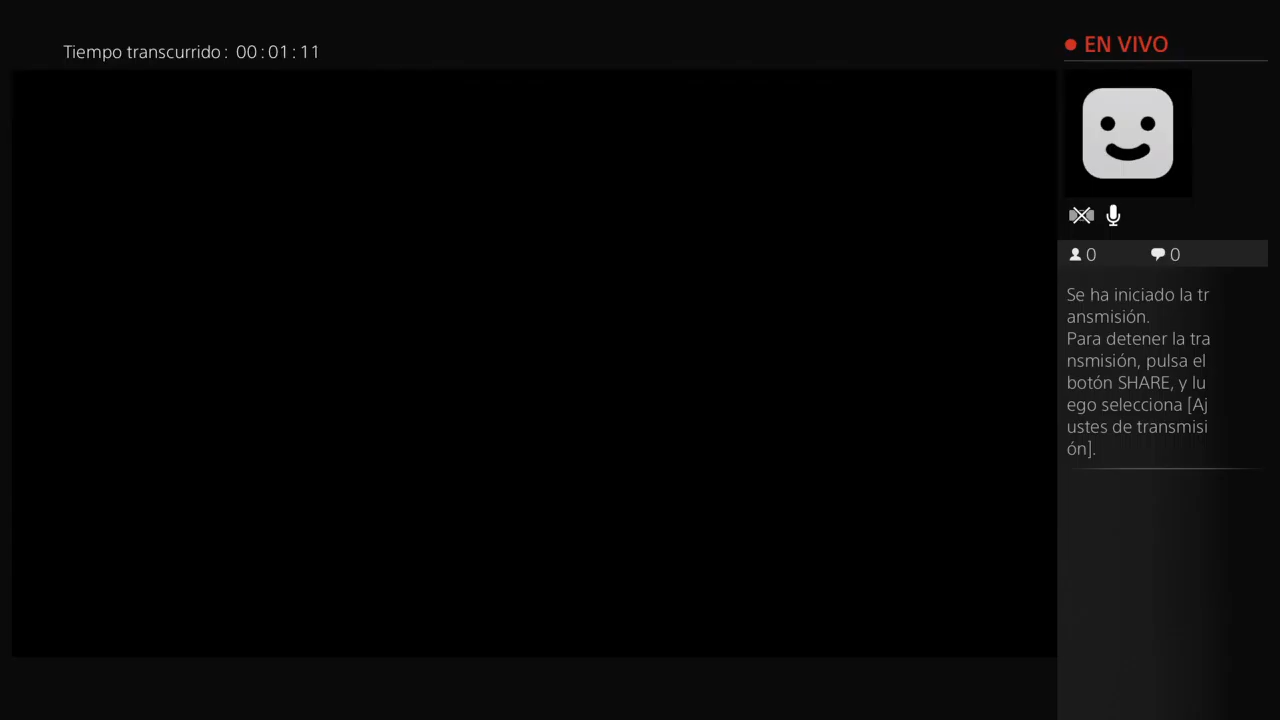 Tiempo transcurrido: 00:01:11
EN VIVO
0 0
Se ha iniciado la tr
ansmisión.
Para detener la tra
nsmisión, pulsa el
botón SHARE, y lu
ego selecciona [Aj
ustes de transmisi
ón].